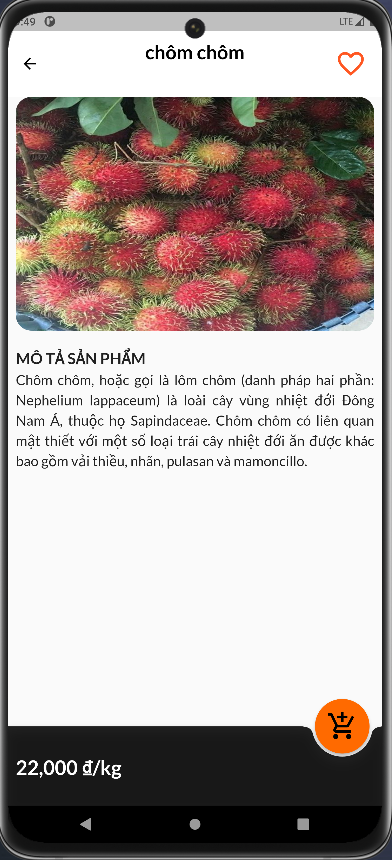 :49
LTE
chôm chôm
MÔ TẢ SẢN PHẨM
Chôm chôm, hoặc gọi là lôm chôm (danh pháp hai phần:
Nephelium lappaceum) là loài cây vùng nhiệt đới Đông
Nam Á, thuộc họ Sapindaceae. Chôm chôm có liên quan
mật thiết với một số loại trái cây nhiệt đới ăn được khác
bao gồm vải thiều, nhãn, pulasan và mamoncillo.
22,000 đ/kg